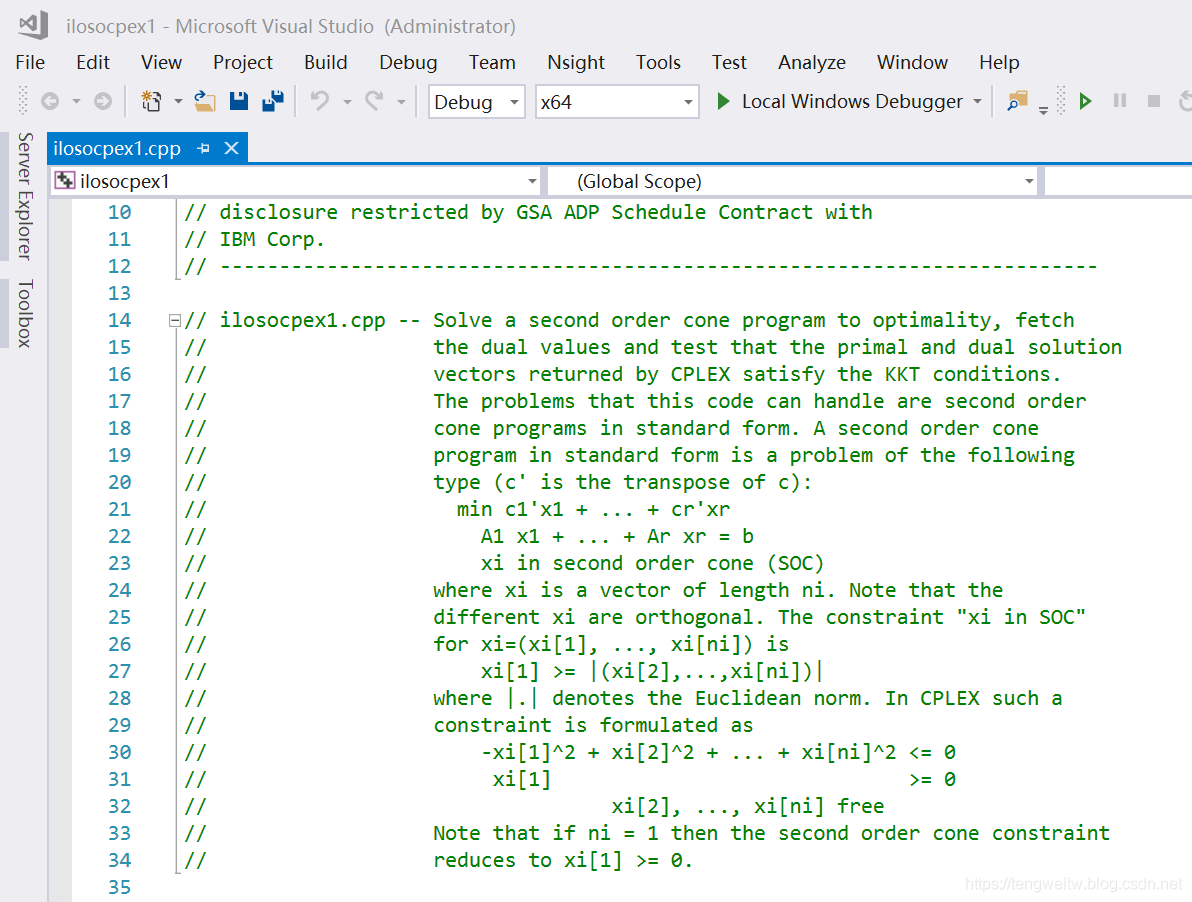 ilosocpex1 - Microsoft Visual Studio (Administrator)
File Edit View Project Build Debug Team Nsight Tools Test Analyze Window Help
Debug x64 Local Windows Debugger
Server Explorer
Toolbox
ilosocpex1.cpp
ilosocpex1 (Global Scope)
10 // disclosure restricted by GSA ADP Schedule Contract with
11 // IBM Corp.
12 // --------------------------------------------------------------------------
13
14 // ilosocpex1.cpp -- Solve a second order cone program to optimality, fetch
15 // the dual values and test that the primal and dual solution
16 // vectors returned by CPLEX satisfy the KKT conditions.
17 // The problems that this code can handle are second order
18 // cone programs in standard form. A second order cone
19 // program in standard form is a problem of the following
20 // type (c' is the transpose of c):
21 // min c1'x1 + ... + cr'xr
22 // A1 x1 + ... + Ar xr = b
23 // xi in second order cone (SOC)
24 // where xi is a vector of length ni. Note that the
25 // different xi are orthogonal. The constraint "xi in SOC"
26 // for xi=(xi[1], ..., xi[ni]) is
27 // xi[1] >= |(xi[2],...,xi[ni])|
28 // where |.| denotes the Euclidean norm. In CPLEX such a
29 // constraint is formulated as
30 // -xi[1]^2 + xi[2]^2 + ... + xi[ni]^2 <= 0
31 // xi[1] >= 0
32 // xi[2], ..., xi[ni] free
33 // Note that if ni = 1 then the second order cone constraint
34 // reduces to xi[1] >= 0.
35
https://tengweitw.blog.csdn.net